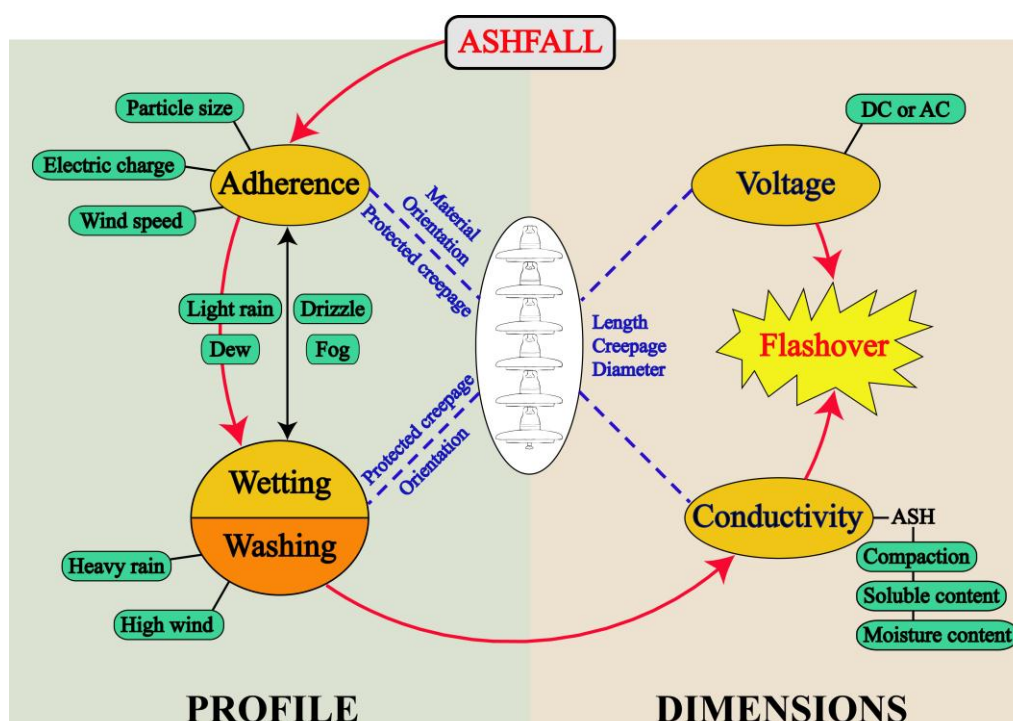 ASHFALL
Particle size
Electric charge
Wind speed
Adherence
Material
Orientation
Protected creepage
DC or AC
Voltage
Light rain
Dew
Drizzle
Fog
Length
Creepage
Diameter
Flashover
Protected creepage
Orientation
Wetting
Washing
Heavy rain
High wind
Conductivity
ASH
Compaction
Soluble content
Moisture content
PROFILE
DIMENSIONS